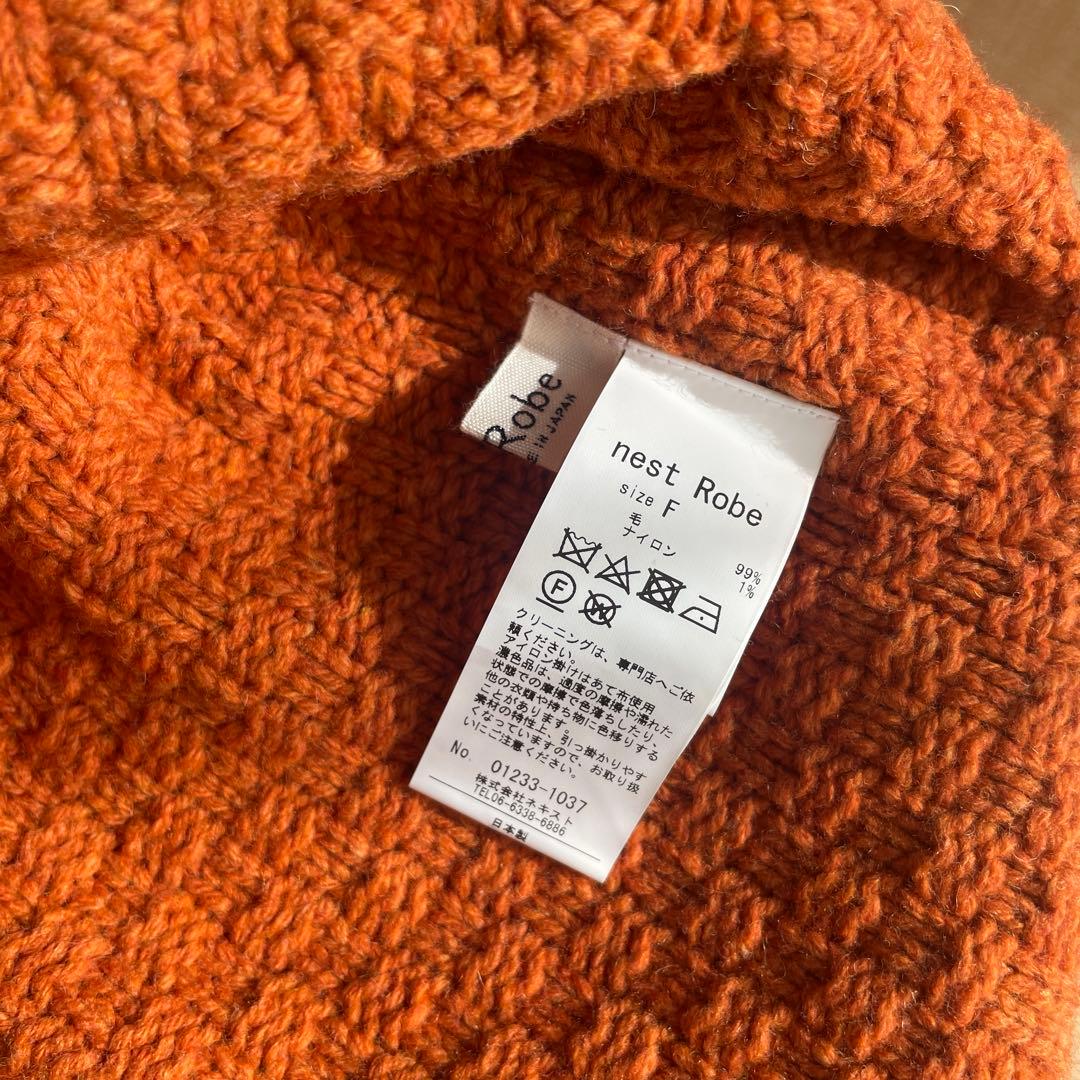 Robe
E IN JAPAN
nest Robe
size F
毛 99%
ナイロン 1%
F
W
クリーニングは、専門店へご依
頼ください。
アイロン掛けはあて布使用
濃色品は、過度の摩擦や濡れた
状態での摩擦で色落ちしたり、
他の衣類や持ち物に色移りする
ことがあります。
素材の特性上、引っ掛かりやす
くなっていますので、お取り扱
いにご注意ください。
No. 01233-1037
株式会社ネキスト
TEL06-6338-6886
日本製